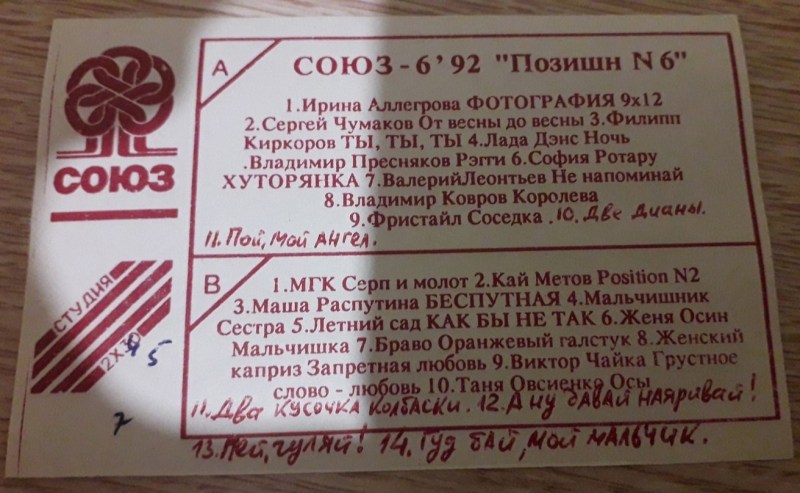 СОЮЗ
СТУДИЯ
2X30
45
7
А
СОЮЗ-6'92 "Позишн N6"
1.Ирина Аллегрова ФОТОГРАФИЯ 9х12
2.Сергей Чумаков От весны до весны 3.Филипп
Киркоров ТЫ, ТЫ, ТЫ 4.Лада Дэнс Ночь
.Владимир Пресняков Рэгги 6.София Ротару
ХУТОРЯНКА 7.ВалерийЛеонтьев Не напоминай
8.Владимир Ковров Королева
9.Фристайл Соседка .10. Две Дианы.
11. Пой, мой ангел.
В
1.МГК Серп и молот 2.Кай Метов Position N2
3.Маша Распутина БЕСПУТНАЯ 4.Мальчишник
Сестра 5.Летний сад КАК БЫ НЕ ТАК 6.Женя Осин
Мальчишка 7.Браво Оранжевый галстук 8.Женский
каприз Запретная любовь 9.Виктор Чайка Грустное
слово - любовь 10.Таня Овсиенко Осы
11. Два кусочка колбаски. 12. А ну давай наяривай!
13. Пей, гуляй! 14. Гуд бай, мой мальчик.